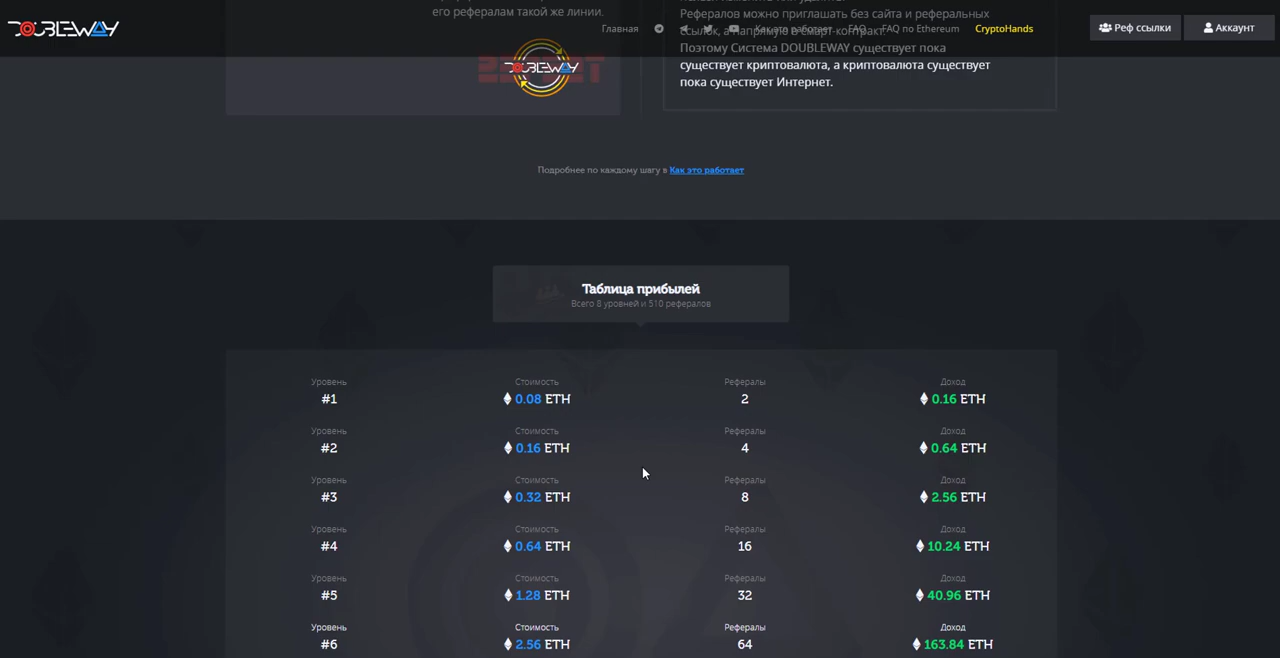 DOUBLEWAY
Главная
FAQ
FAQ по Ethereum
CryptoHands
Реф ссылки
Аккаунт
его рефералам такой же линии.
DOUBLEWAY
Рефералов можно приглашать без сайта и реферальных
ссылок, а напрямую в смарт-контракт.
Поэтому Система DOUBLEWAY существует пока
существует криптовалюта, а криптовалюта существует
пока существует Интернет.
Подробнее по каждому шагу в Как это работает
Таблица прибылей
Всего 8 уровней и 510 рефералов
Уровень Стоимость Рефералы Доход
#1 0.08 ETH 2 0.16 ETH
Уровень Стоимость Рефералы Доход
#2 0.16 ETH 4 0.64 ETH
Уровень Стоимость Рефералы Доход
#3 0.32 ETH 8 2.56 ETH
Уровень Стоимость Рефералы Доход
#4 0.64 ETH 16 10.24 ETH
Уровень Стоимость Рефералы Доход
#5 1.28 ETH 32 40.96 ETH
Уровень Стоимость Рефералы Доход
#6 2.56 ETH 64 163.84 ETH